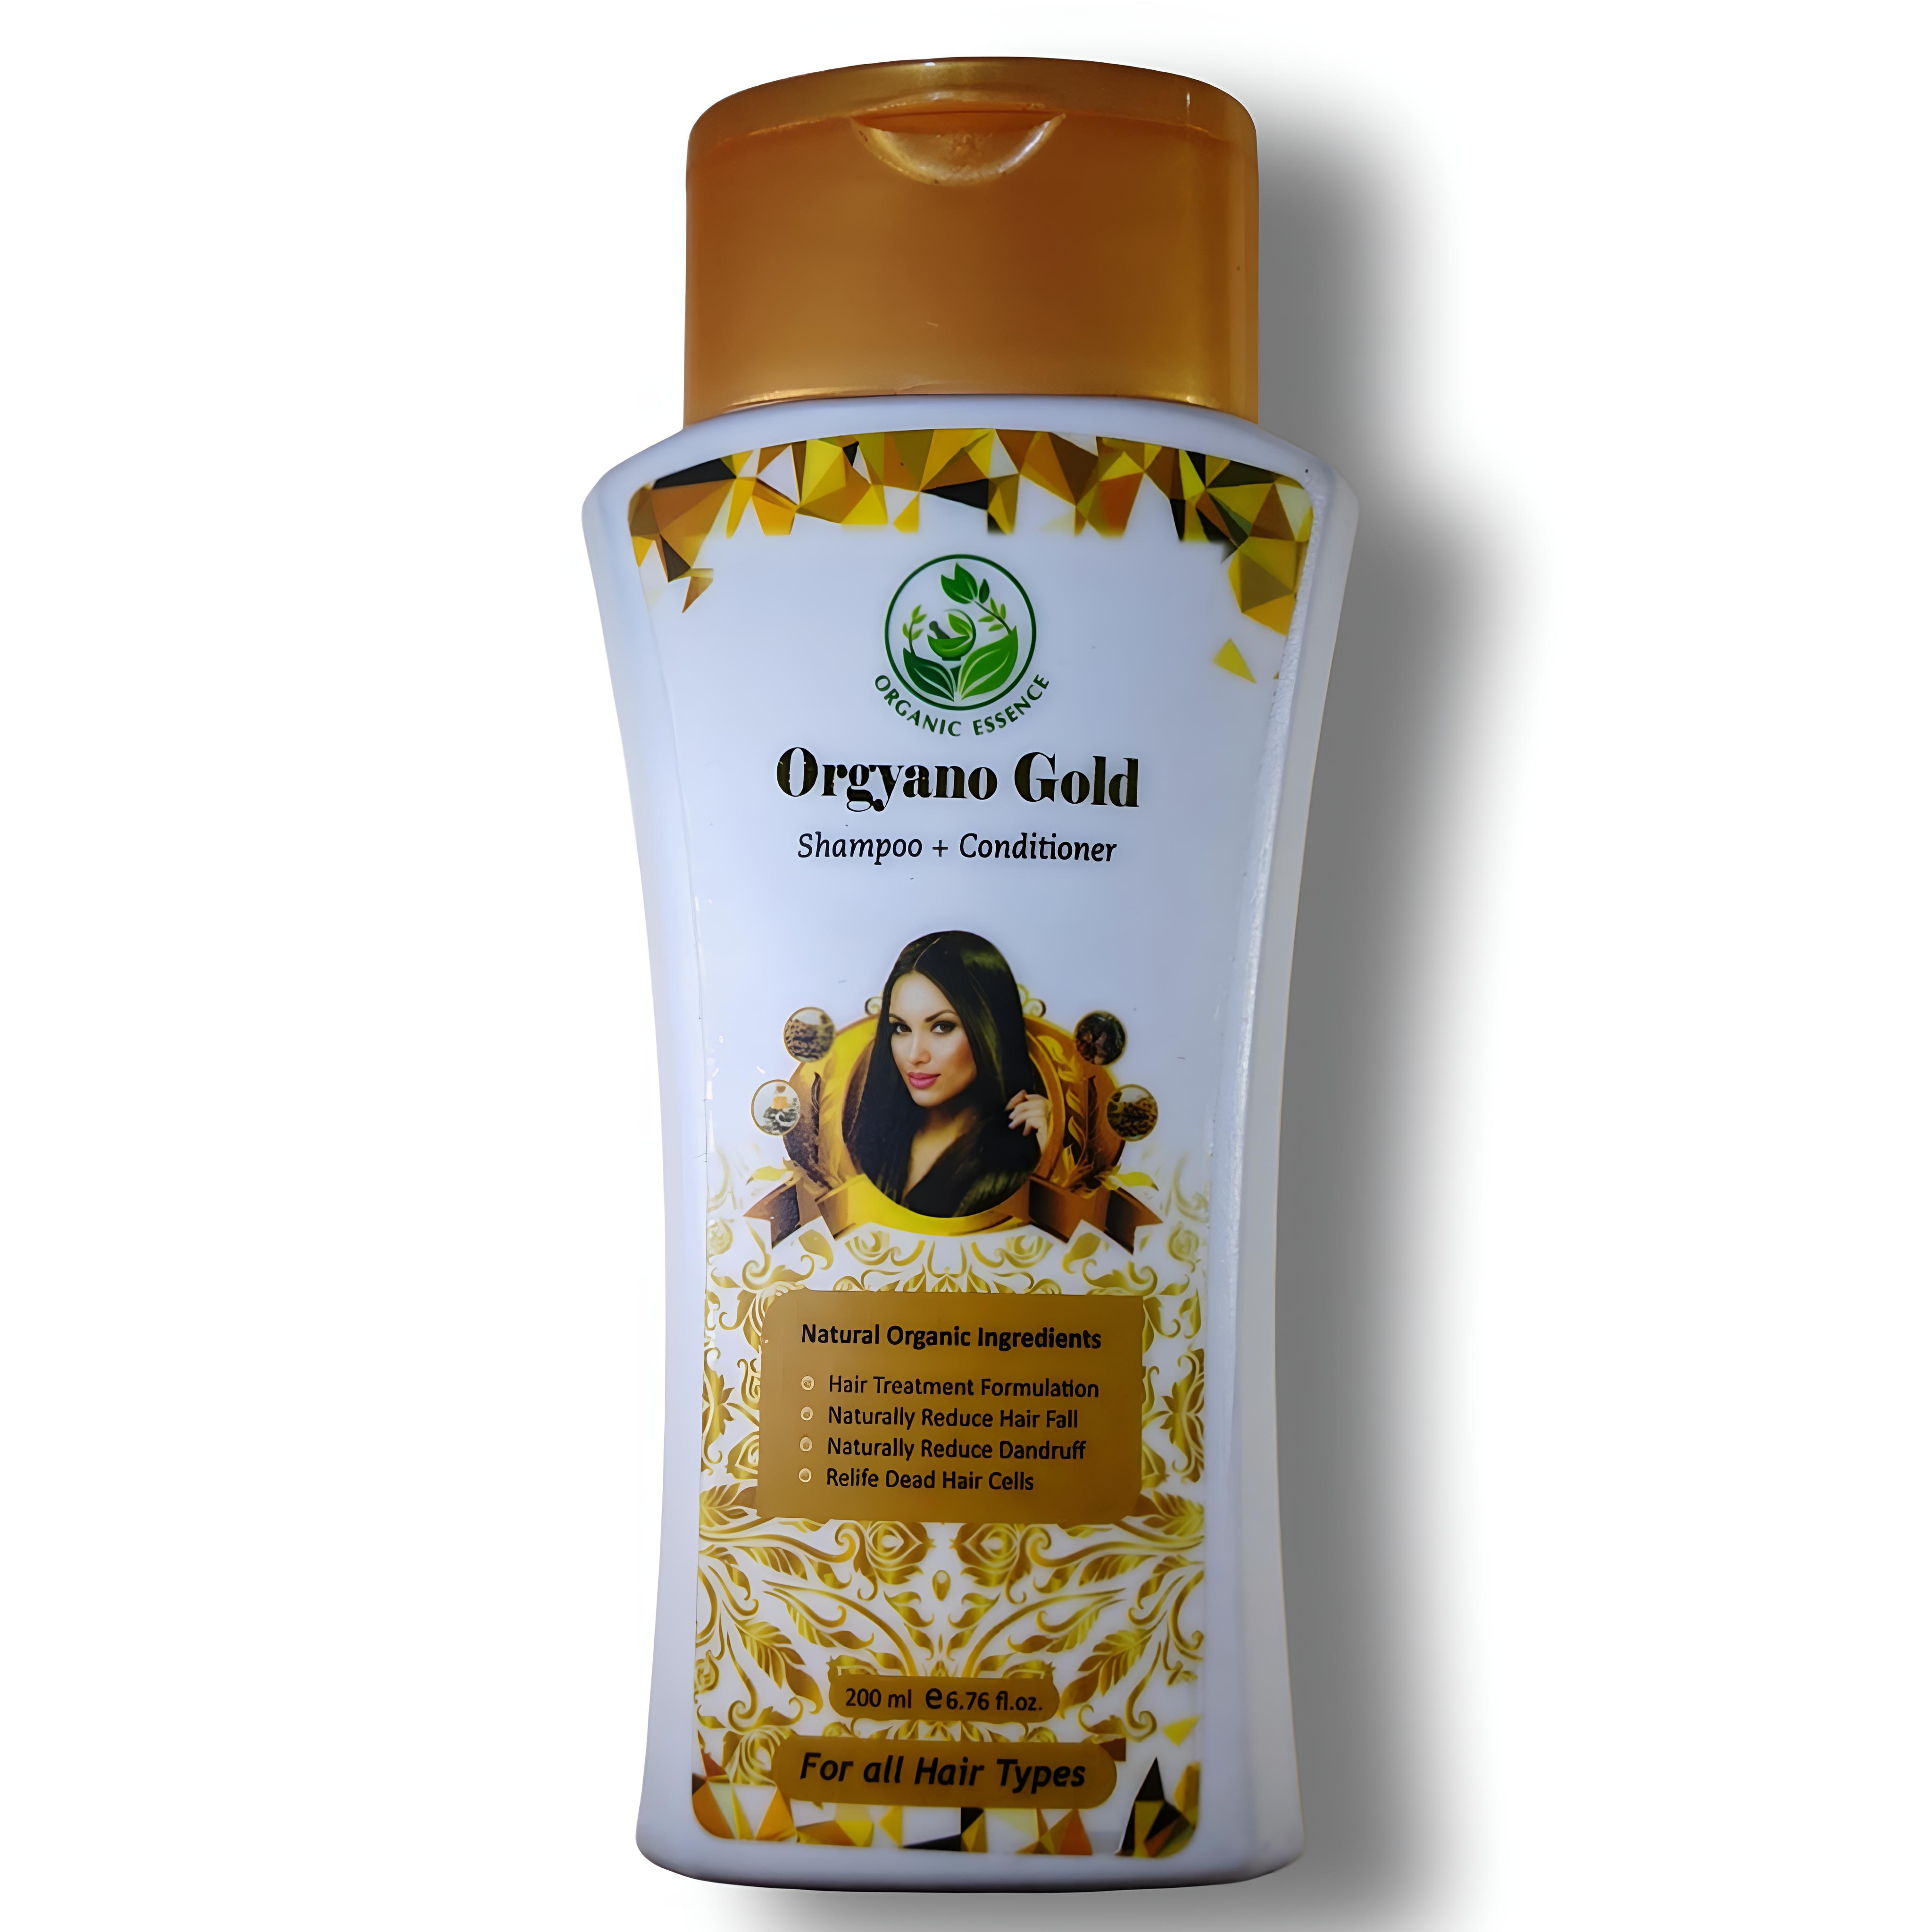 ORGANIC ESSENCE
Orgyano Gold
Shampoo + Conditioner
Natural Organic Ingredients
Hair Treatment Formulation
Naturally Reduce Hair Fall
Naturally Reduce Dandruff
Relife Dead Hair Cells
200 ml e 6.76 fl.oz.
For all Hair Types